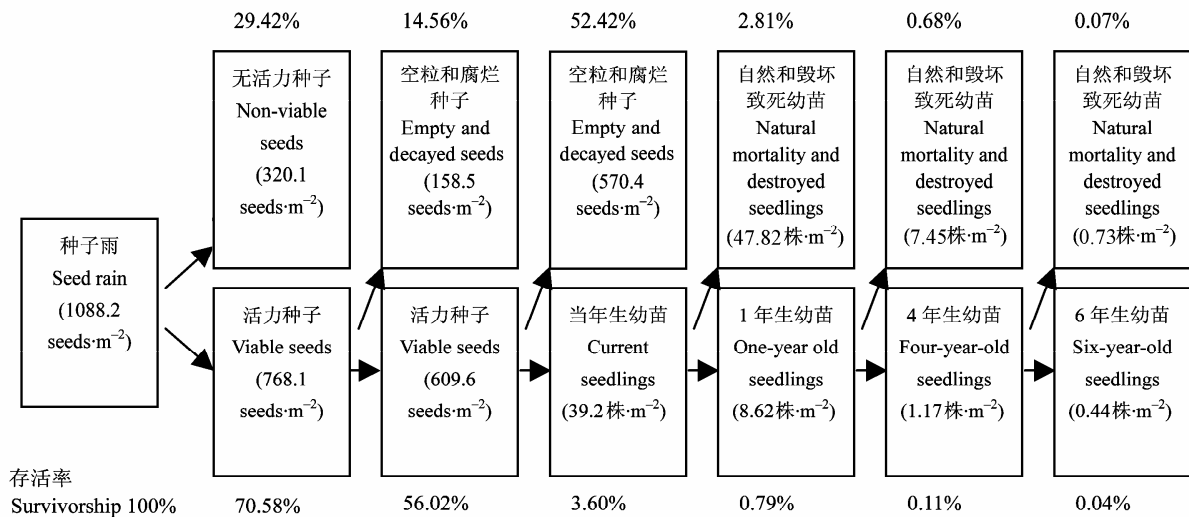 29.42%
14.56%
52.42%
2.81%
0.68%
0.07%
无活力种子
Non-viable
seeds
(320.1
seeds·m⁻²)
空粒和腐烂
种子
Empty and
decayed seeds
(158.5
seeds·m⁻²)
空粒和腐烂
种子
Empty and
decayed seeds
(570.4
seeds·m⁻²)
自然和毁坏
致死幼苗
Natural
mortality and
destroyed
seedlings
(47.82株·m⁻²)
自然和毁坏
致死幼苗
Natural
mortality and
destroyed
seedlings
(7.45株·m⁻²)
自然和毁坏
致死幼苗
Natural
mortality and
destroyed
seedlings
(0.73株·m⁻²)
种子雨
Seed rain
(1088.2
seeds·m⁻²)
活力种子
Viable seeds
(768.1
seeds·m⁻²)
活力种子
Viable seeds
(609.6
seeds·m⁻²)
当年生幼苗
Current
seedlings
(39.2株·m⁻²)
1 年生幼苗
One-year old
seedlings
(8.62株·m⁻²)
4 年生幼苗
Four-year-old
seedlings
(1.17株·m⁻²)
6 年生幼苗
Six-year-old
seedlings
(0.44株·m⁻²)
存活率
Survivorship 100%
70.58%
56.02%
3.60%
0.79%
0.11%
0.04%